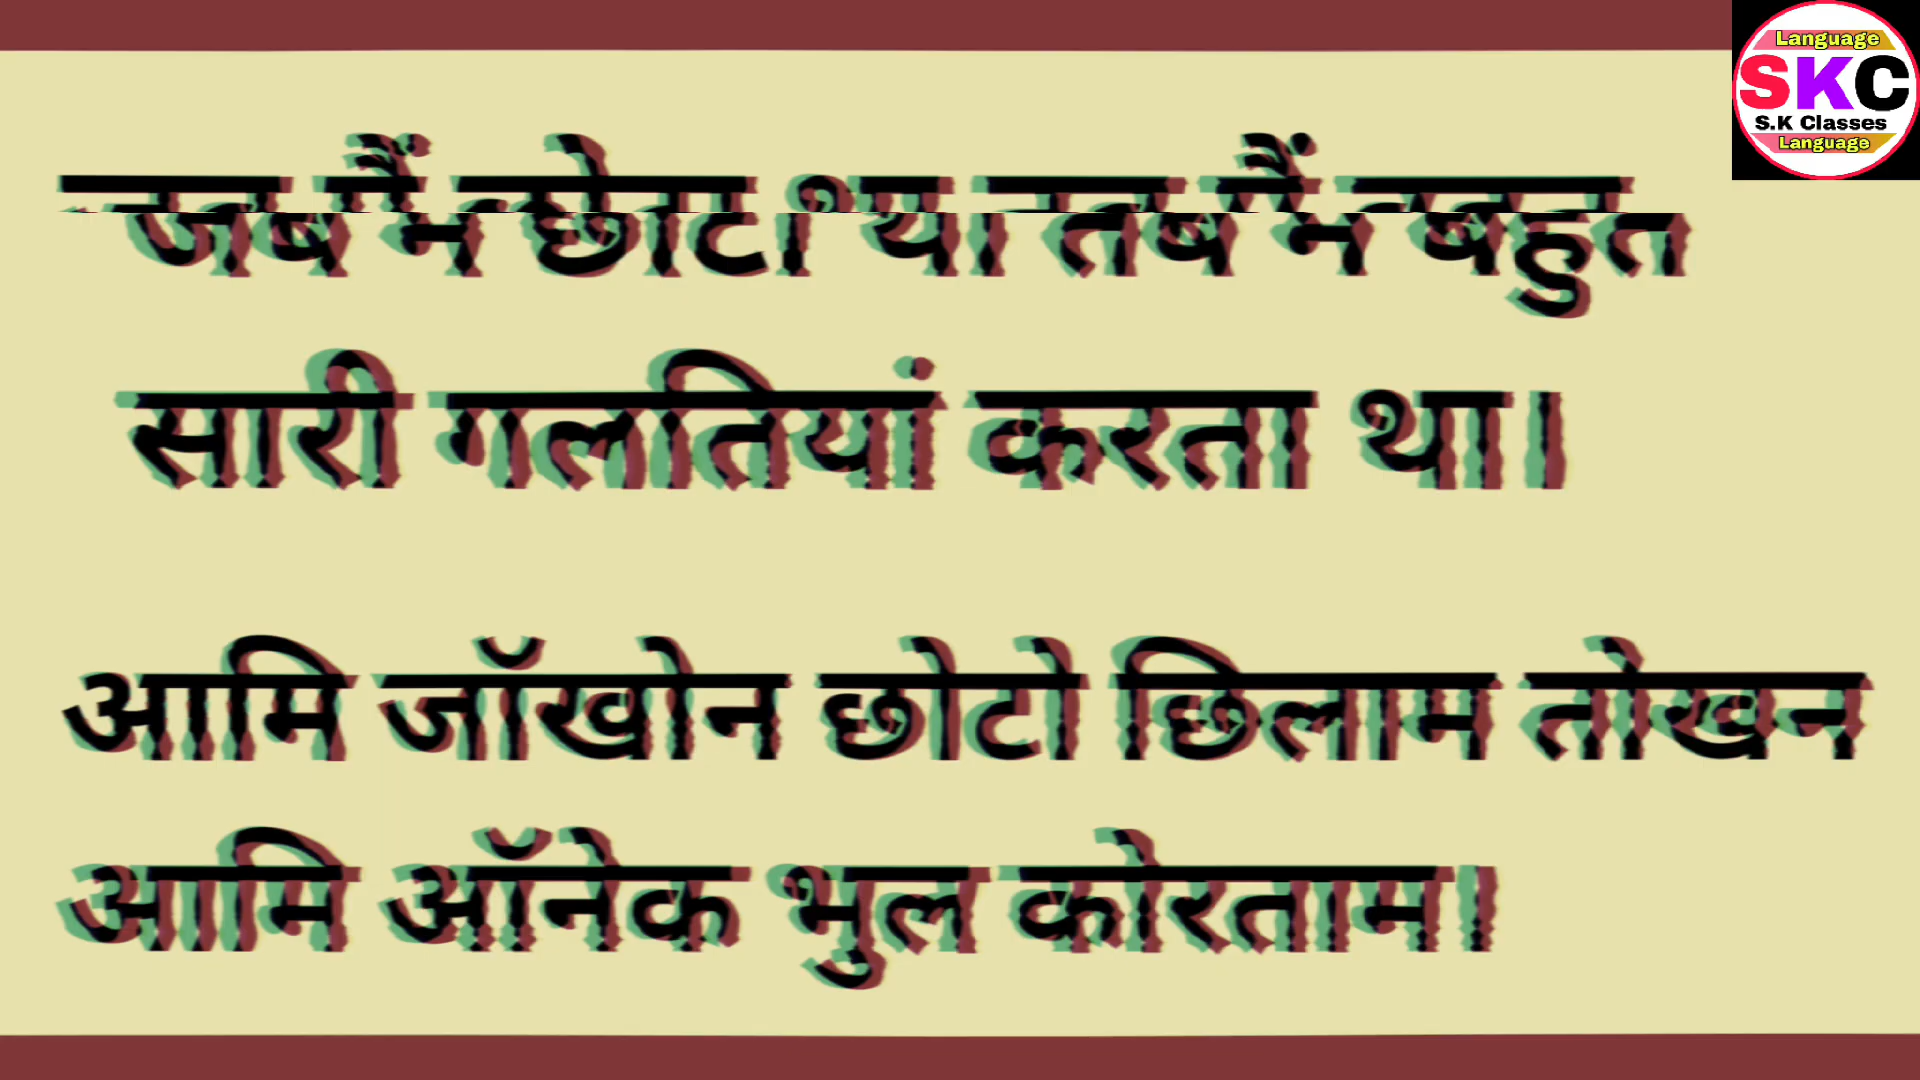 Language
SKC
S.K Classes
Language
जब मैं छोटा था तब मैं बहुत
सारी गलतियां करता था।
आमि जॉखोन छोटो छिलाम तोखन
आमि ऑनेक भुल कोरताम।